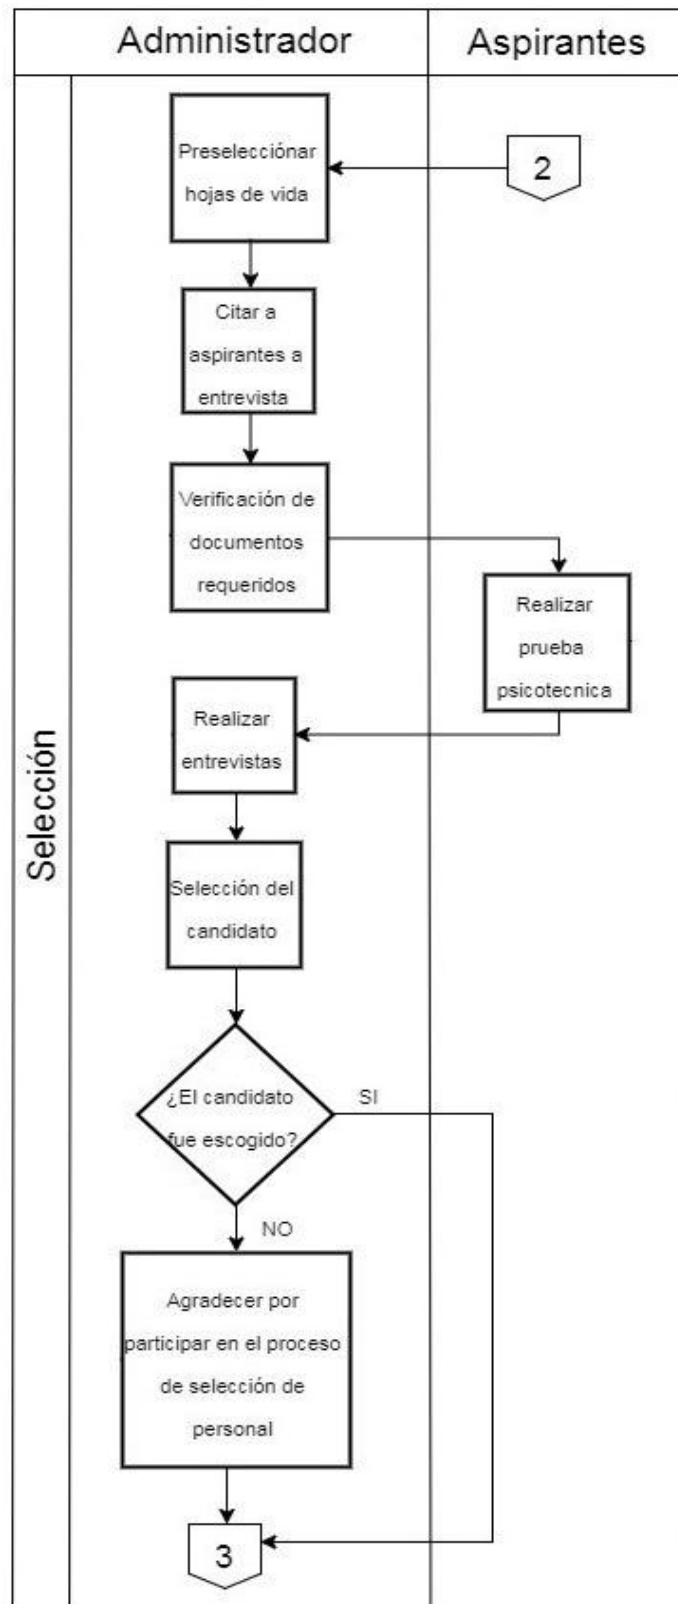 Administrador
Aspirantes
Selección
2
Preselecciónar
hojas de vida
Citar a
aspirantes a
entrevista
Verificación de
documentos
requeridos
Realizar
prueba
psicotecnica
Realizar
entrevistas
Selección del
candidato
¿El candidato
fue escogido?
SI
NO
Agradecer por
participar en el proceso
de selección de
personal
3